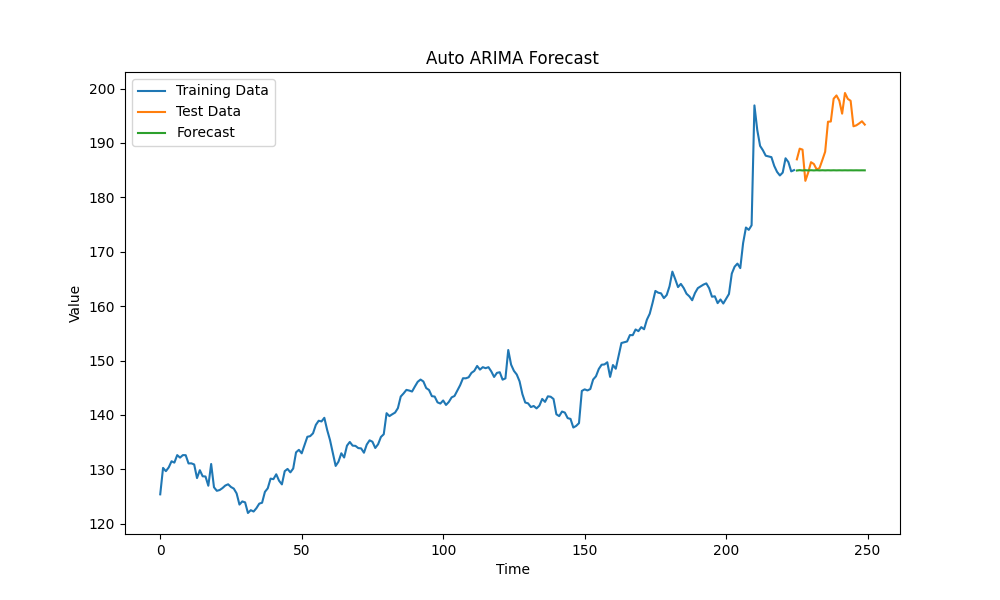 Auto ARIMA Forecast
Training Data
Test Data
Forecast
Value
200
190
180
170
160
150
140
130
120
0 50 100 150 200 250
Time